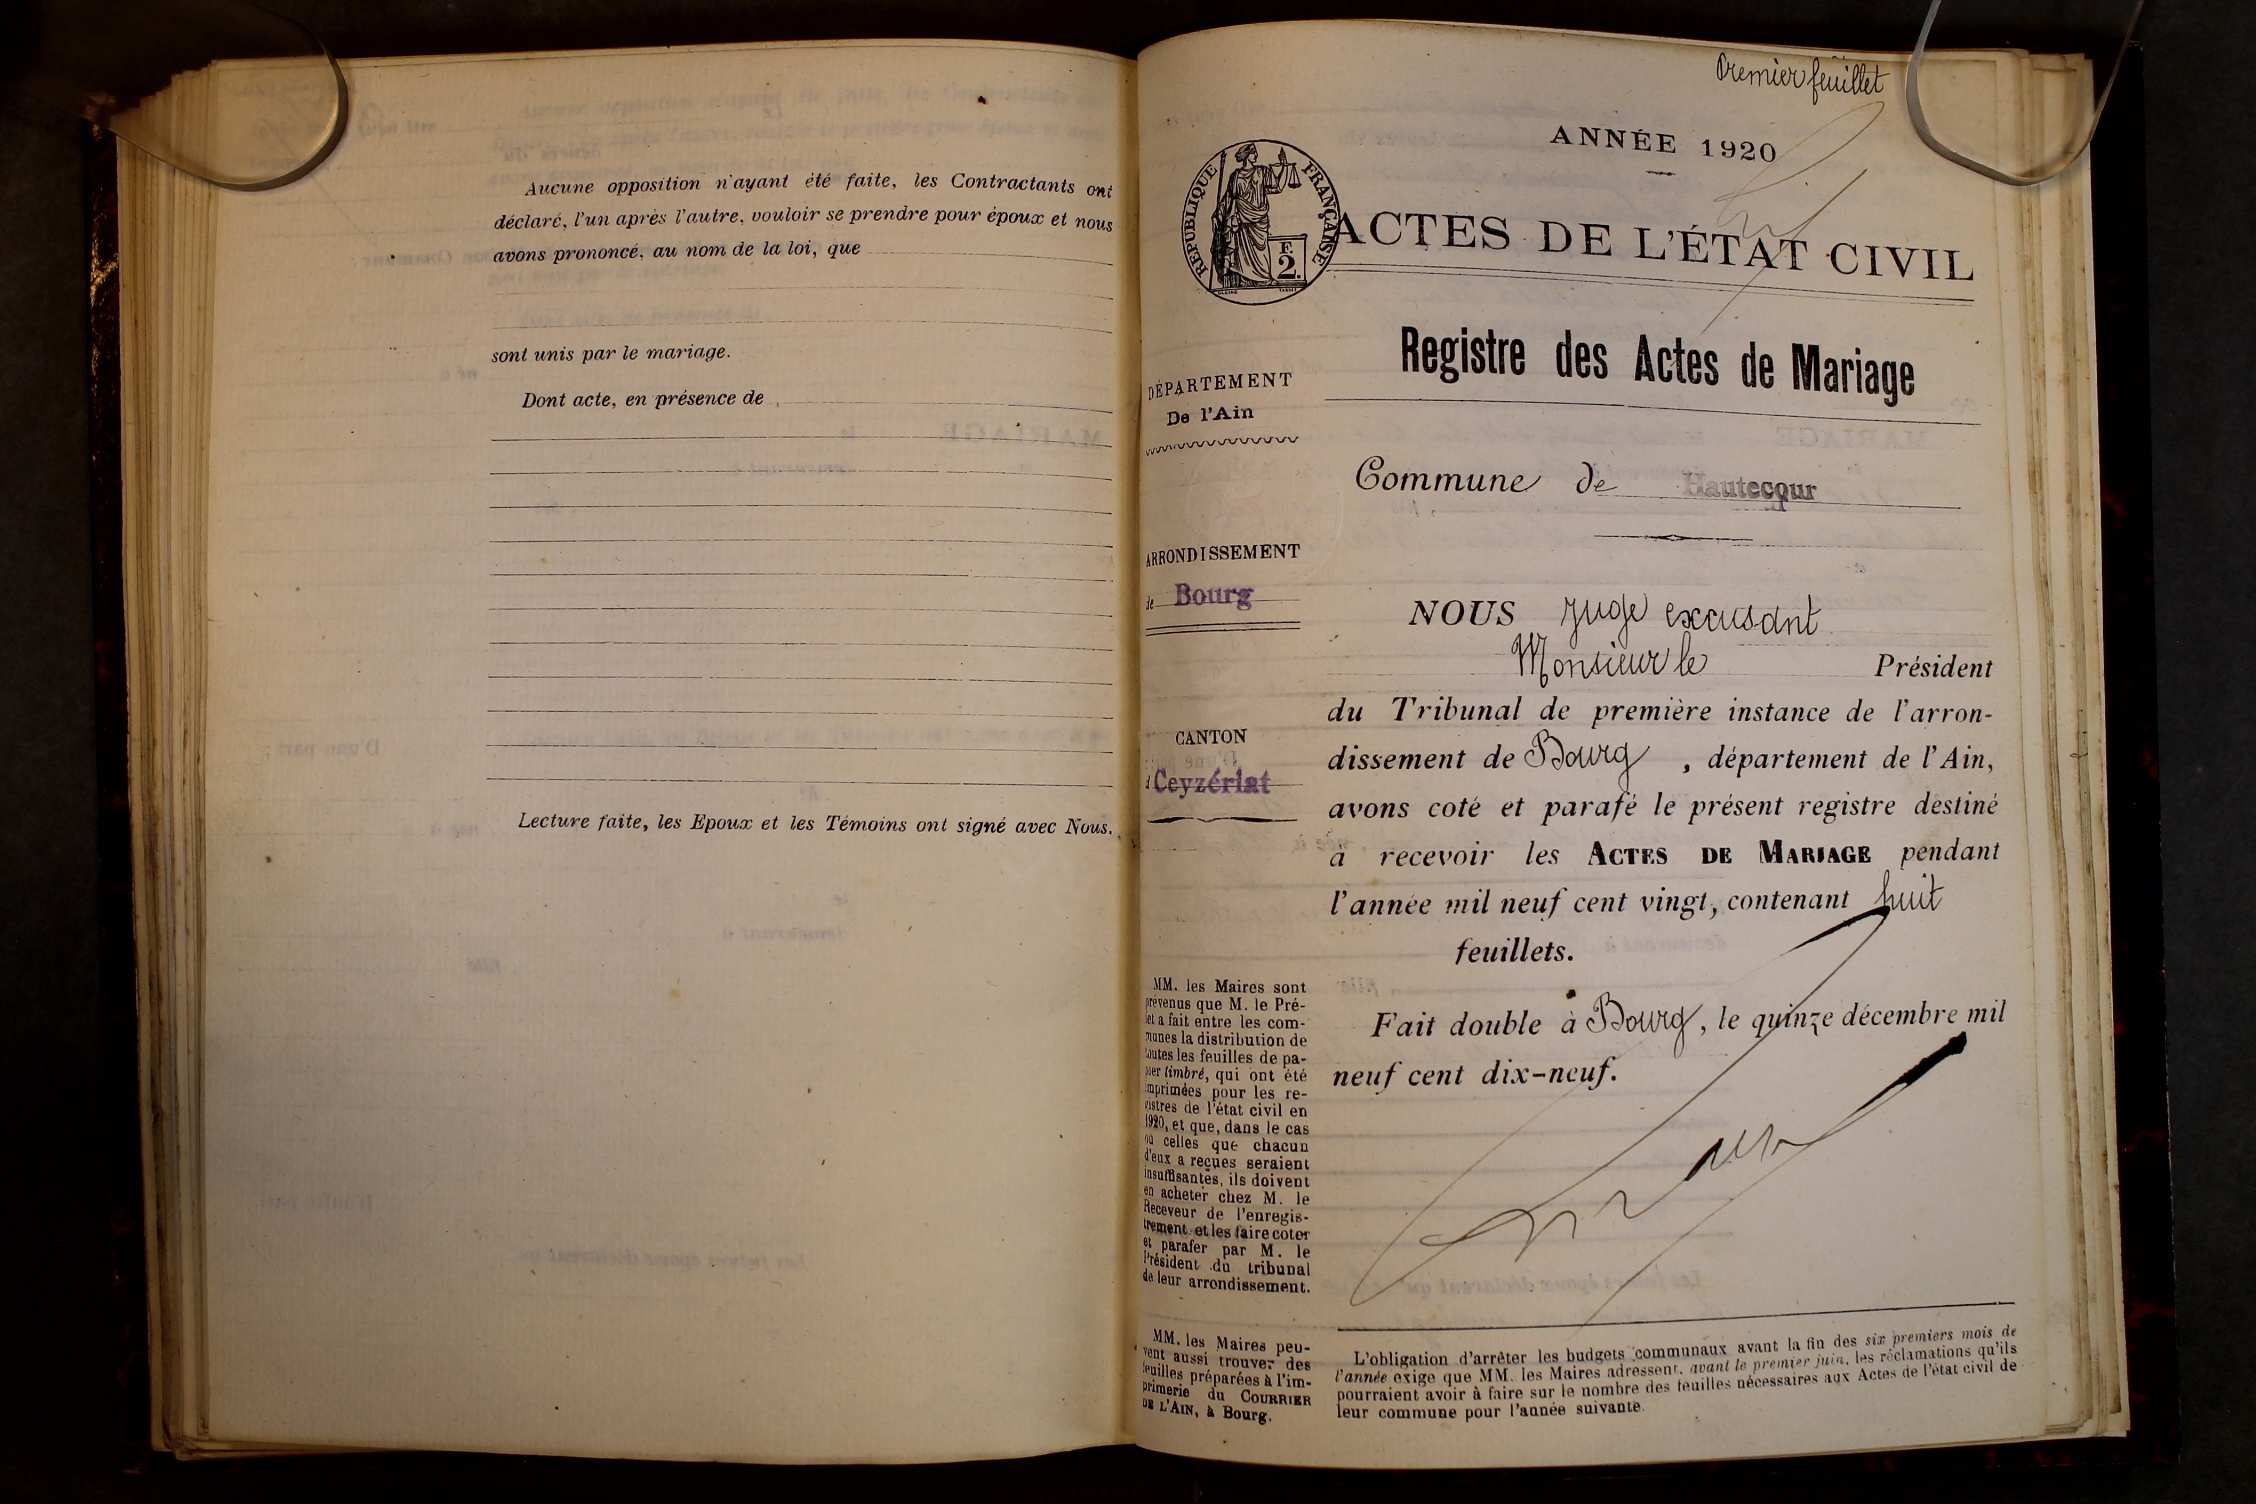 Aucune opposition n'ayant été faite, les Contractants ont
déclaré, l'un après l'autre, vouloir se prendre pour époux et nous
avons prononcé, au nom de la loi, que
sont unis par le mariage.
Dont acte, en présence de
Lecture faite, les Epoux et les Témoins ont signé avec Nous.
Premier feuillet
ANNÉE 1920
RÉPUBLIQUE FRANÇAISE
F.
2.
ACTES DE L'ÉTAT CIVIL
Registre des Actes de Mariage
DÉPARTEMENT
De l'Ain
Commune de Hautecour
ARRONDISSEMENT
de Bourg
CANTON
Ceyzériat
NOUS Juge excusant
Monsieur le Président
du Tribunal de première instance de l'arron-
dissement de Bourg, département de l'Ain,
avons coté et parafé le présent registre destiné
à recevoir les ACTES DE MARIAGE pendant
l'année mil neuf cent vingt, contenant huit
feuillets.
Fait double à Bourg, le quinze décembre mil
neuf cent dix-neuf.
MM. les Maires sont
prévenus que M. le Pré-
fet a fait entre les com-
munes la distribution de
toutes les feuilles de pa-
pier timbré, qui ont été
imprimées pour les re-
gistres de l'état civil en
1920, et que, dans le cas
où celles que chacun
d'eux a reçues seraient
insuffisantes, ils doivent
en acheter chez M. le
Receveur de l'enregis-
trement et les faire coter
et parafer par M. le
Président du tribunal
de leur arrondissement.
MM. les Maires peu-
vent aussi trouver des
feuilles préparées à l'im-
primerie du COURRIER
DE L'AIN, à Bourg.
L'obligation d'arrêter les budgets communaux avant la fin des six premiers mois de
l'année exige que MM. les Maires adressent, avant le premier juin, les réclamations qu'ils
pourraient avoir à faire sur le nombre des feuilles nécessaires aux Actes de l'état civil de
leur commune pour l'année suivante.